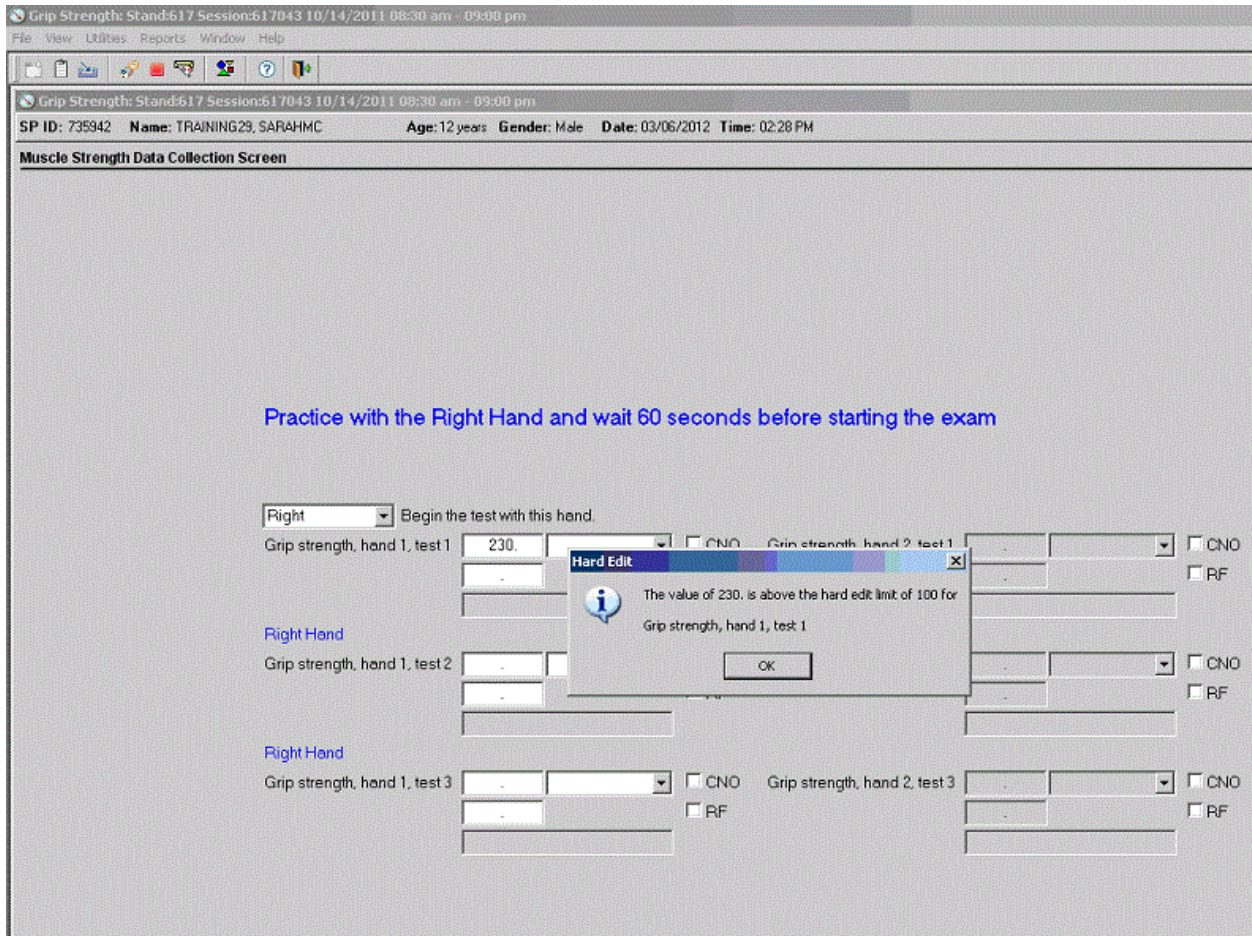 Grip Strength: Stand:617 Session:617043 10/14/2011 08:30 am - 09:00 pm
File View Utilities Reports Window Help
Grip Strength: Stand:617 Session:617043 10/14/2011 08:30 am - 09:00 pm
SP ID: 735942 Name: TRAINING29, SARAHMC Age: 12 years Gender: Male Date: 03/06/2012 Time: 02:28 PM
Muscle Strength Data Collection Screen
Practice with the Right Hand and wait 60 seconds before starting the exam
Right Begin the test with this hand.
Grip strength, hand 1, test 1 230. CNO Grip strength, hand 2, test 1 . CNO
. RF
Hard Edit
The value of 230. is above the hard edit limit of 100 for
Grip strength, hand 1, test 1
OK
Right Hand
Grip strength, hand 1, test 2 . . CNO
. . RF
Right Hand
Grip strength, hand 1, test 3 . CNO Grip strength, hand 2, test 3 . CNO
. RF . RF